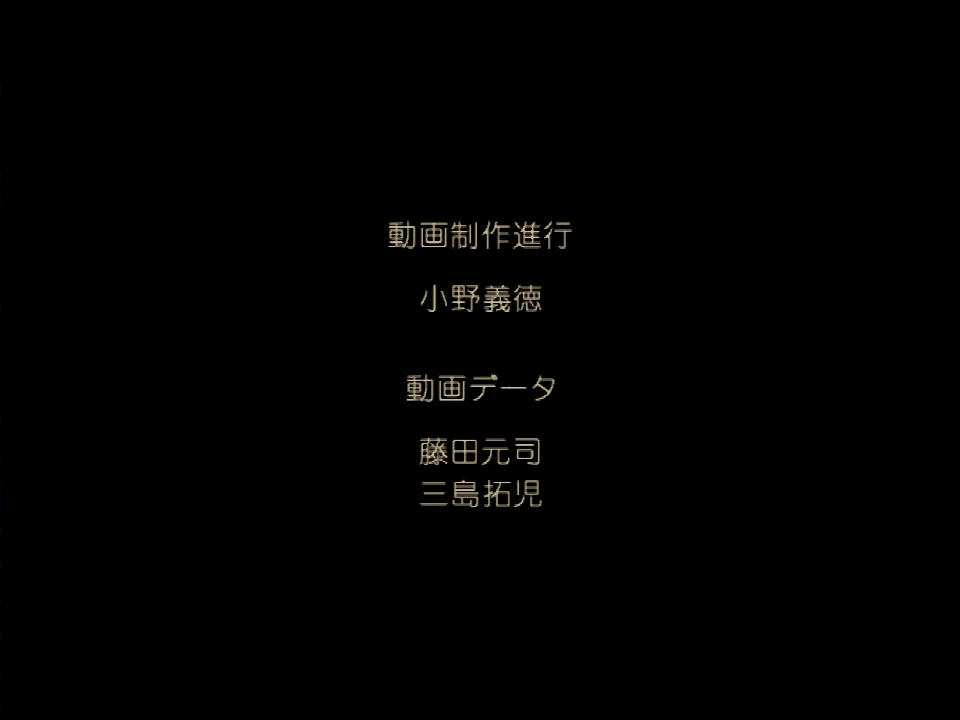 動画制作進行
小野義徳
動画データ
藤田元司
三島拓児